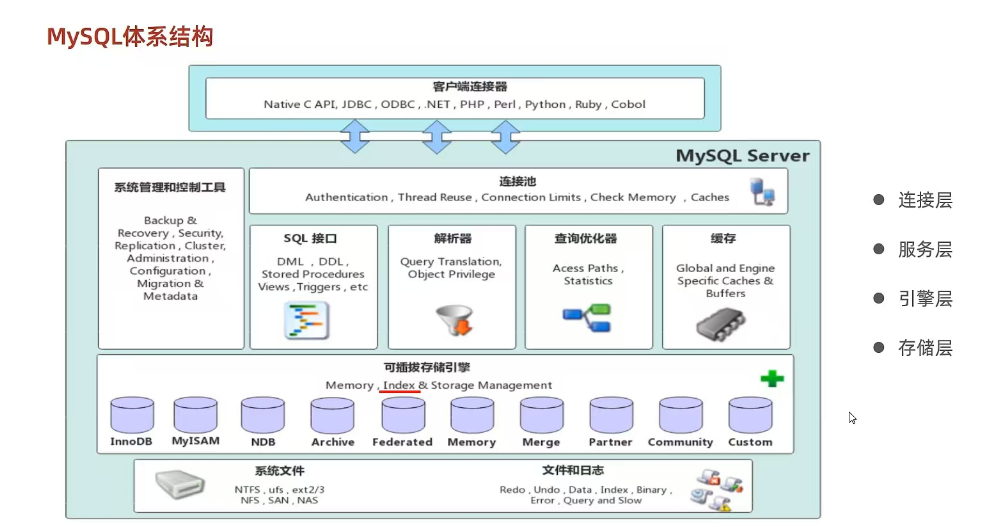 MySQL体系结构
客户端连接器
Native C API, JDBC , ODBC , .NET , PHP , Perl , Python , Ruby , Cobol
MySQL Server
系统管理和控制工具
Backup &
Recovery , Security,
Replication , Cluster,
Administration ,
Configuration ,
Migration &
Metadata
连接池
Authentication , Thread Reuse , Connection Limits , Check Memory , Caches
SQL 接口
DML , DDL ,
Stored Procedures
Views ,Triggers , etc
解析器
Query Translation,
Object Privilege
查询优化器
Acess Paths ,
Statistics
缓存
Global and Engine
Specific Caches &
Buffers
可插拔存储引擎
Memory , Index & Storage Management
InnoDB MyISAM NDB Archive Federated Memory Merge Partner Community Custom
系统文件
NTFS , ufs , ext2/3
NFS , SAN , NAS
文件和日志
Redo , Undo , Data , Index , Binary ,
Error , Query and Slow
连接层
服务层
引擎层
存储层